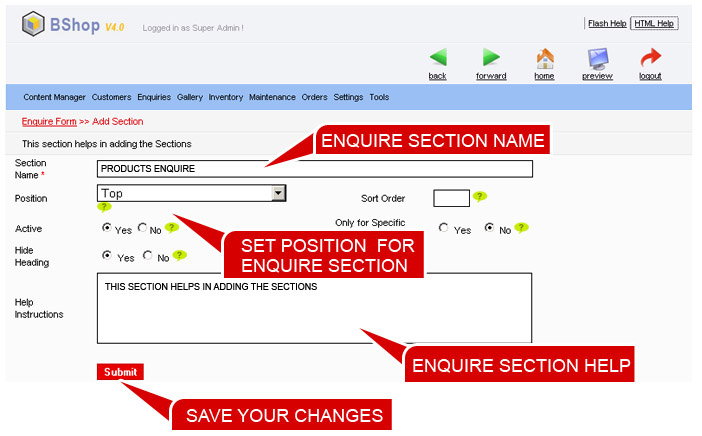 BShop V4.0 Logged in as Super Admin ! Flash Help HTML Help
back forward home preview logout
Content Manager Customers Enquiries Gallery Inventory Maintenance Orders Settings Tools
Enquire Form >> Add Section
This section helps in adding the Sections
ENQUIRE SECTION NAME
Section
Name * PRODUCTS ENQUIRE
Position Top Sort Order ?
?
Active Yes No ? Only for Specific Yes No ?
SET POSITION FOR
ENQUIRE SECTION
Hide
Heading Yes No ?
THIS SECTION HELPS IN ADDING THE SECTIONS
Help
Instructions
ENQUIRE SECTION HELP
Submit
SAVE YOUR CHANGES